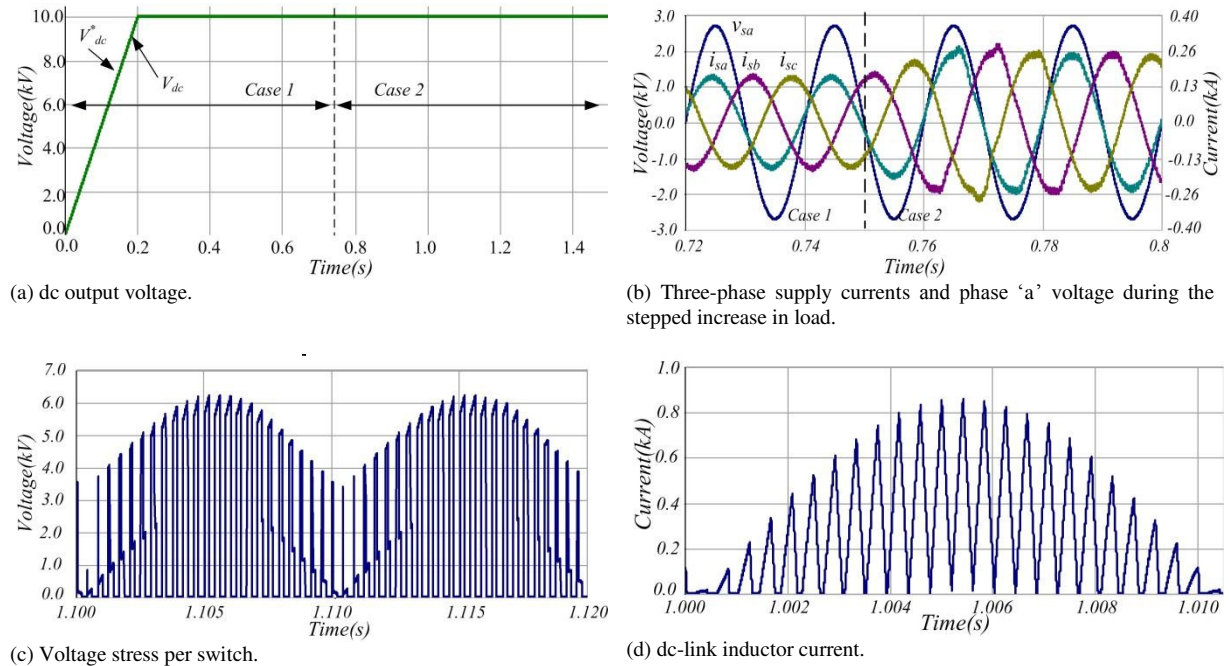 10.0
8.0
6.0
4.0
2.0
0.0
Voltage(kV)
V*dc
Vdc
Case 1
Case 2
0.0 0.2 0.4 0.6 0.8 1.0 1.2 1.4
Time(s)
(a) dc output voltage.
3.0
2.0
1.0
0.0
-1.0
-2.0
-3.0
Voltage(kV)
vsa
isa isb isc
Case 1
Case 2
0.40
0.26
0.13
0.0
-0.13
-0.26
-0.40
Current(kA)
0.72 0.74 0.76 0.78 0.8
Time(s)
(b) Three-phase supply currents and phase ‘a’ voltage during the
stepped increase in load.
7.0
6.0
5.0
4.0
3.0
2.0
1.0
0.0
Voltage(kV)
1.100 1.105 1.110 1.115 1.120
Time(s)
(c) Voltage stress per switch.
1.0
0.8
0.6
0.4
0.2
0.0
Current(kA)
1.000 1.002 1.004 1.006 1.008 1.010
Time(s)
(d) dc-link inductor current.